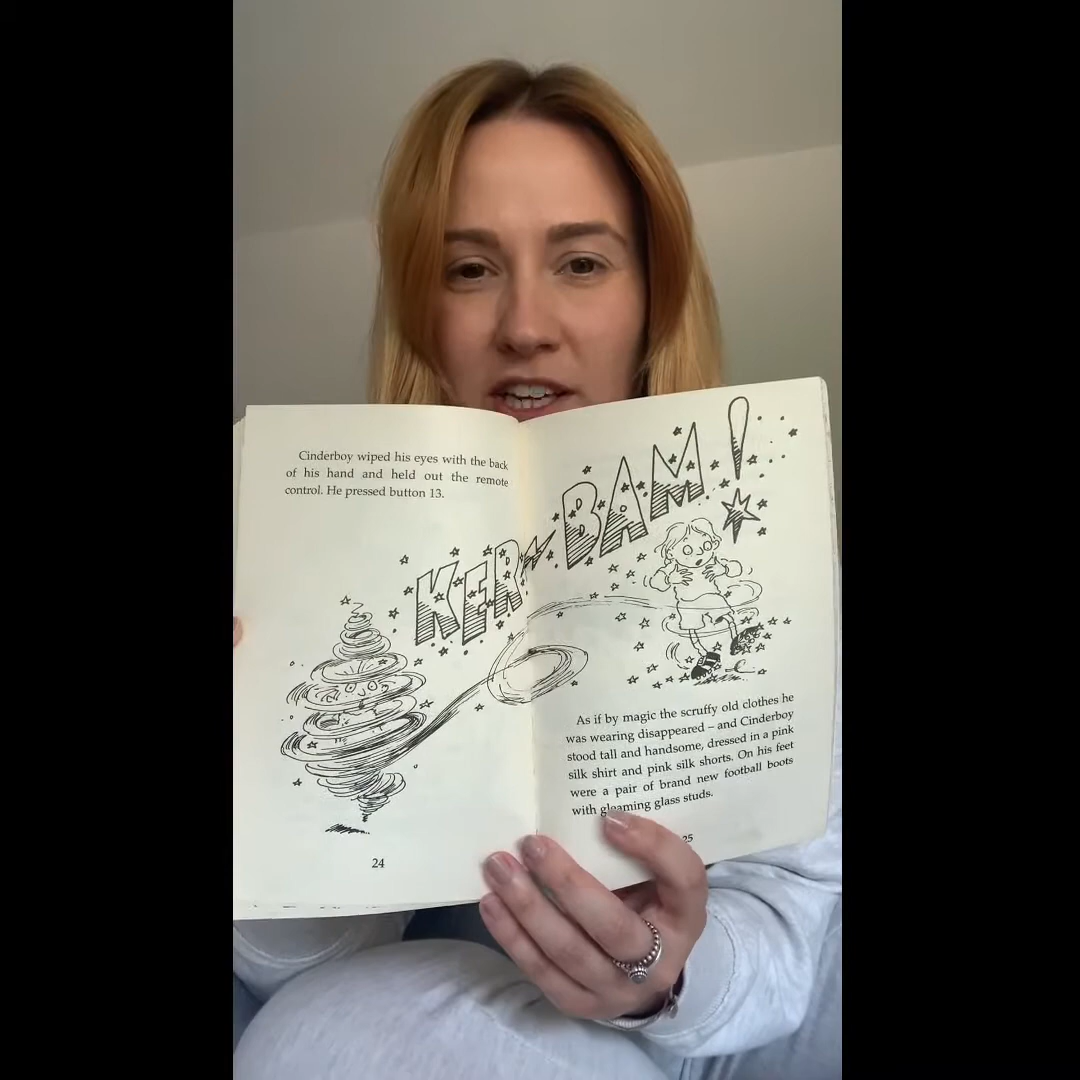 Cinderboy wiped his eyes with the back
of his hand and held out the remote
control. He pressed button 13.
KER-BAM!
24
As if by magic the scruffy old clothes he
was wearing disappeared – and Cinderboy
stood tall and handsome, dressed in a pink
silk shirt and pink silk shorts. On his feet
were a pair of brand new football boots
with gleaming glass studs.
25